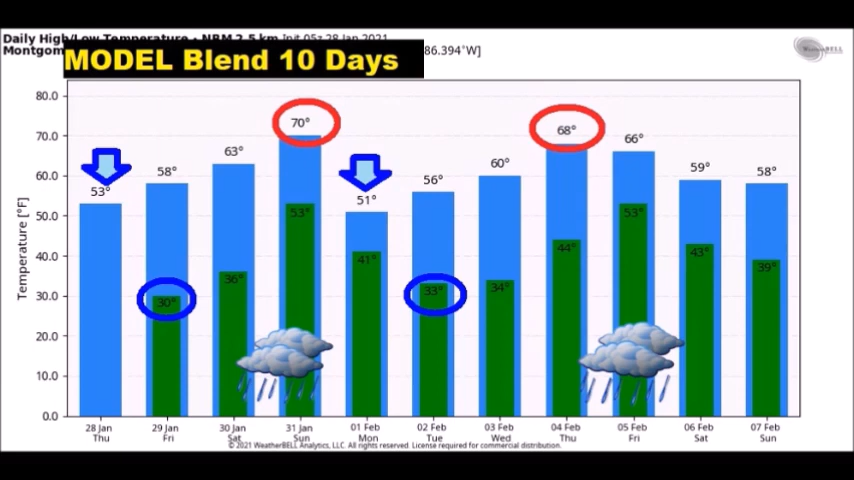 Daily High/Low Temperature • NBM 2.5 km [Init 05z 28 Jan 2021
Montgom 86.394°W]
WeatherBELL
MODEL Blend 10 Days
80.0
70.0
60.0
50.0
40.0
30.0
20.0
10.0
0.0
Temperature [°F]
53° 58° 63° 70° 51° 56° 60° 68° 66° 59° 58°
30° 36° 53° 41° 33° 34° 44° 53° 43° 39°
28 Jan 29 Jan 30 Jan 31 Jan 01 Feb 02 Feb 03 Feb 04 Feb 05 Feb 06 Feb 07 Feb
Thu Fri Sat Sun Mon Tue Wed Thu Fri Sat Sun
© 2021 WeatherBELL Analytics, LLC. All rights reserved. License required for commercial distribution.